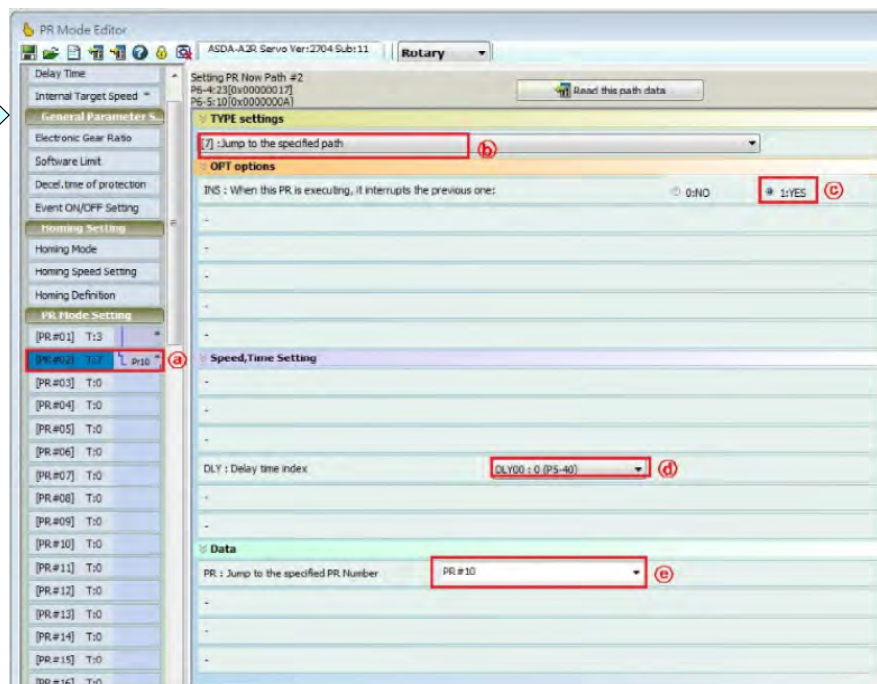 PR Mode Editor
ASDA-A2R Servo Ver:2704 Sub:11
Rotary
Delay Time
Internal Target Speed *
General Parameter S...
Electronic Gear Ratio
Software Limit
Decel.time of protection
Event ON/OFF Setting
Homing Setting
Homing Mode
Homing Speed Setting
Homing Definition
PR Mode Setting
[PR#01] T:3 *
[PR#02] T:7 Pr10 *
ⓐ
[PR#03] T:0
[PR#04] T:0
[PR#05] T:0
[PR#06] T:0
[PR#07] T:0
[PR#08] T:0
[PR#09] T:0
[PR#10] T:0
[PR#11] T:0
[PR#12] T:0
[PR#13] T:0
[PR#14] T:0
[PR#15] T:0
[PR#16] T:0
Setting PR Now Path #2
P6-4:23[0x00000017]
P6-5:10[0x0000000A]
Read this path data
TYPE settings
[7] :Jump to the specified path
ⓑ
OPT options
INS : When this PR is executing, it interrupts the previous one:
0:NO
1:YES
ⓒ
-
-
-
-
-
Speed,Time Setting
-
-
-
DLY : Delay time index
DLY00 : 0 (P5-40)
ⓓ
-
-
Data
PR : Jump to the specified PR Number
PR#10
ⓔ
-
-
-